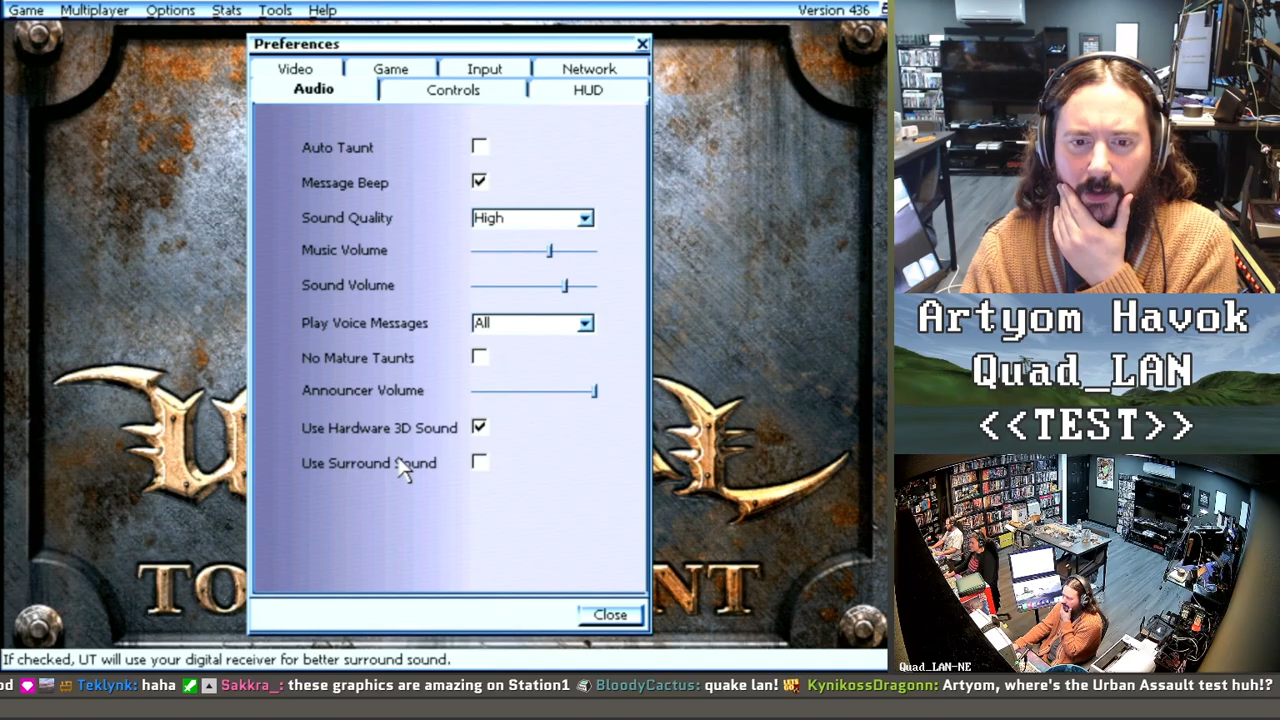 Game Multiplayer Options Stats Tools Help Version 436
Preferences
Video Game Input Network
Audio Controls HUD
Auto Taunt
Message Beep
Sound Quality High
Music Volume
Sound Volume
Play Voice Messages All
No Mature Taunts
Announcer Volume
Use Hardware 3D Sound
Use Surround Sound
Close
TO NT
If checked, UT will use your digital receiver for better surround sound.
Artyom Havok
Quad_LAN
<<TEST>>
Quad_LAN-NE
od Teklynk: haha Sakkra_: these graphics are amazing on Station1 BloodyCactus: quake lan! KynikossDragonn: Artyom, where's the Urban Assault test huh!?